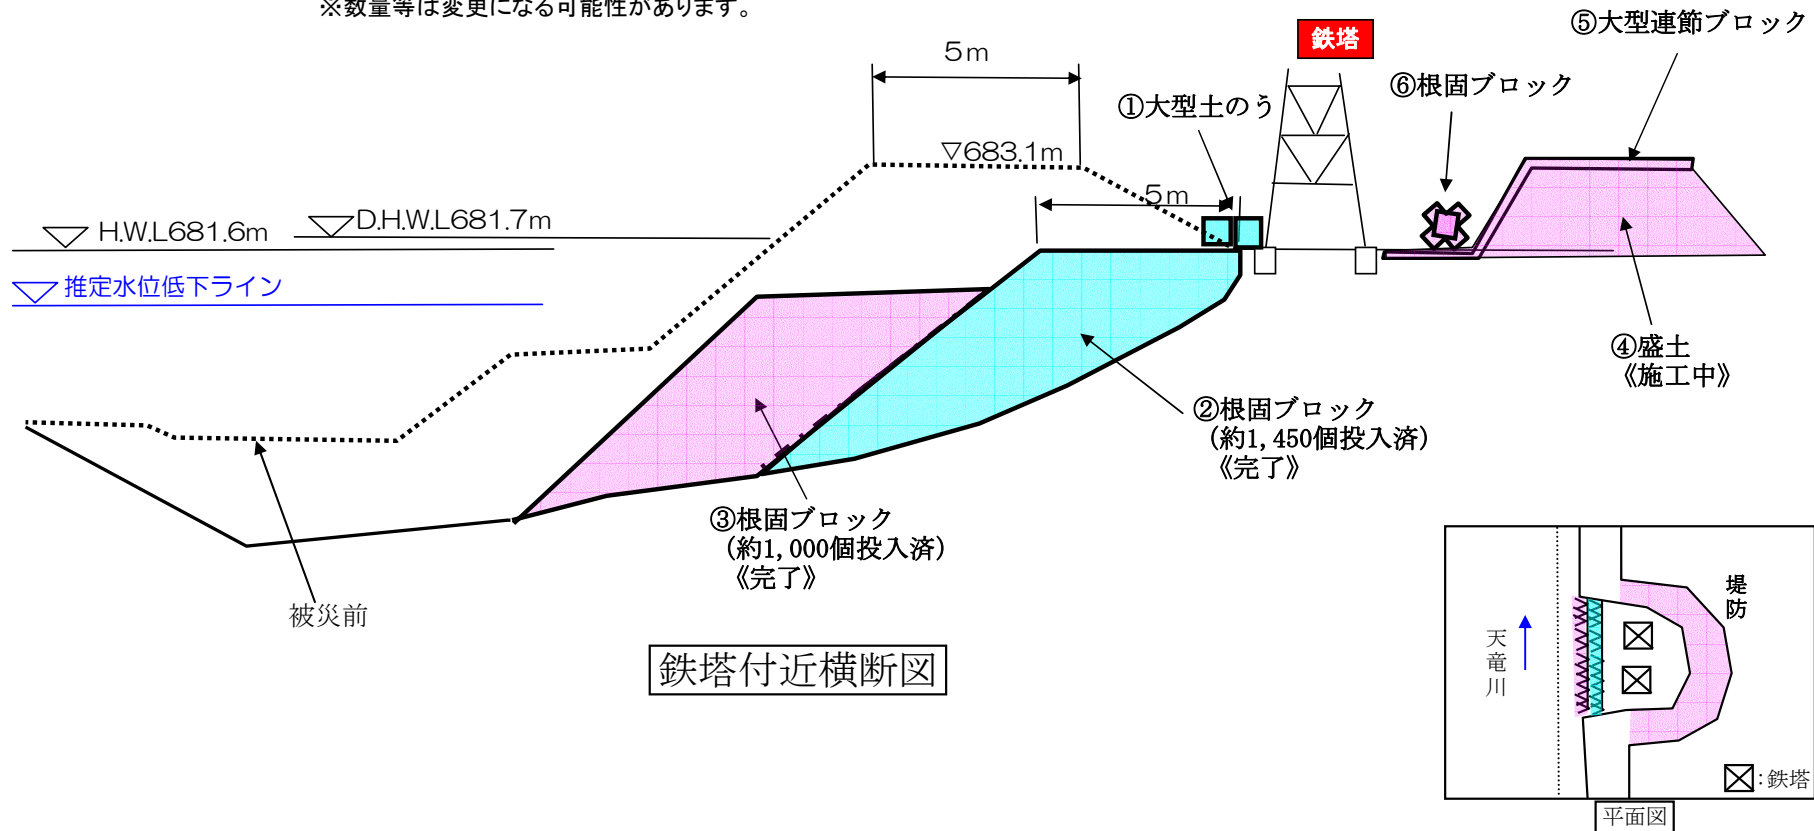 ※数量等は変更になる可能性があります。
⑤大型連節ブロック
鉄塔
5m
⑥根固ブロック
①大型土のう
▽683.1m
5m
H.W.L681.6m
D.H.W.L681.7m
推定水位低下ライン
④盛土
《施工中》
②根固ブロック
(約1,450個投入済)
《完了》
③根固ブロック
(約1,000個投入済)
《完了》
被災前
鉄塔付近横断図
堤防
天竜川
:鉄塔
平面図